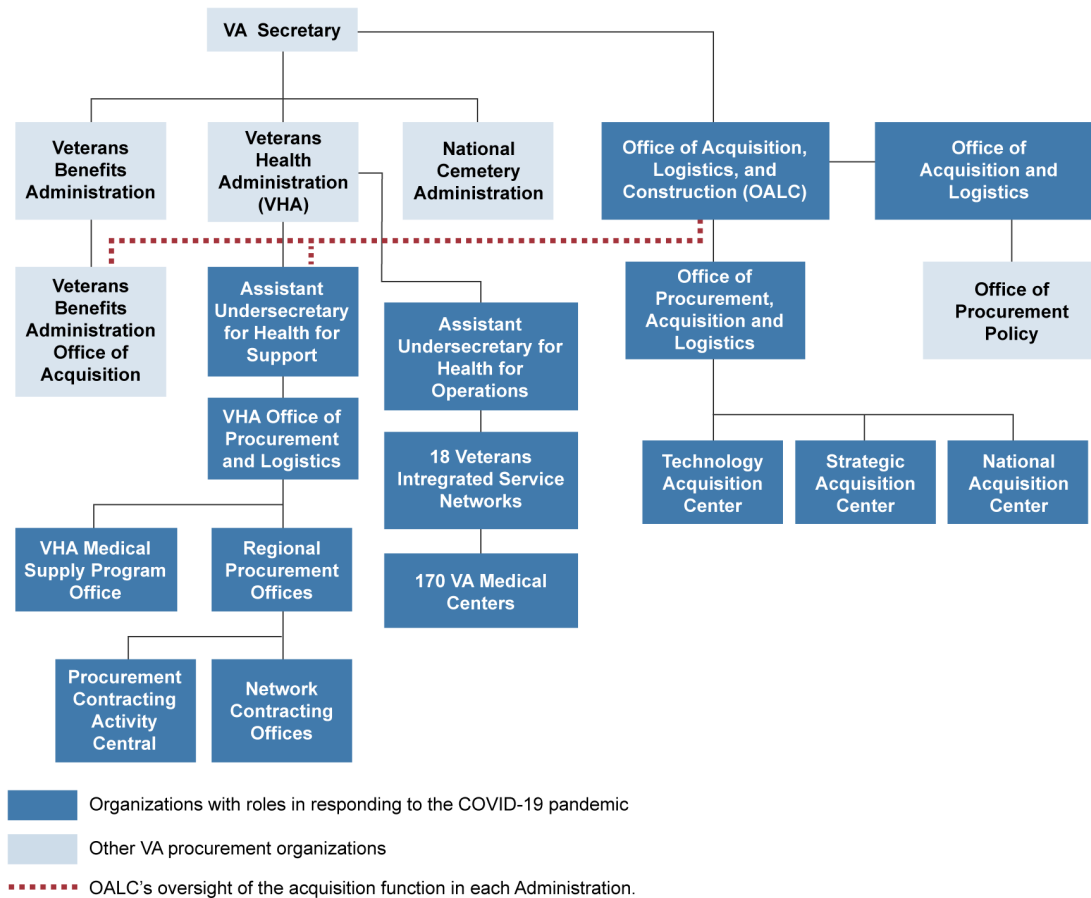 VA Secretary
Veterans
Benefits
Administration
Veterans
Health
Administration
(VHA)
National
Cemetery
Administration
Office of Acquisition,
Logistics, and
Construction (OALC)
Office of
Acquisition
and Logistics
Veterans
Benefits
Administration
Office of
Acquisition
Assistant
Undersecretary
for Health for
Support
Assistant
Undersecretary for
Health for
Operations
Office of
Procurement,
Acquisition and
Logistics
Office of
Procurement
Policy
VHA Office of
Procurement
and Logistics
18 Veterans
Intregrated Service
Networks
Technology
Acquisition
Center
Strategic
Acquisition
Center
National
Acquisition
Center
VHA Medical
Supply Program
Office
Regional
Procurement
Offices
170 VA Medical
Centers
Procurement
Contracting
Activity
Central
Network
Contracting
Offices
Organizations with roles in responding to the COVID-19 pandemic
Other VA procurement organizations
OALC's oversight of the acquisition function in each Administration.